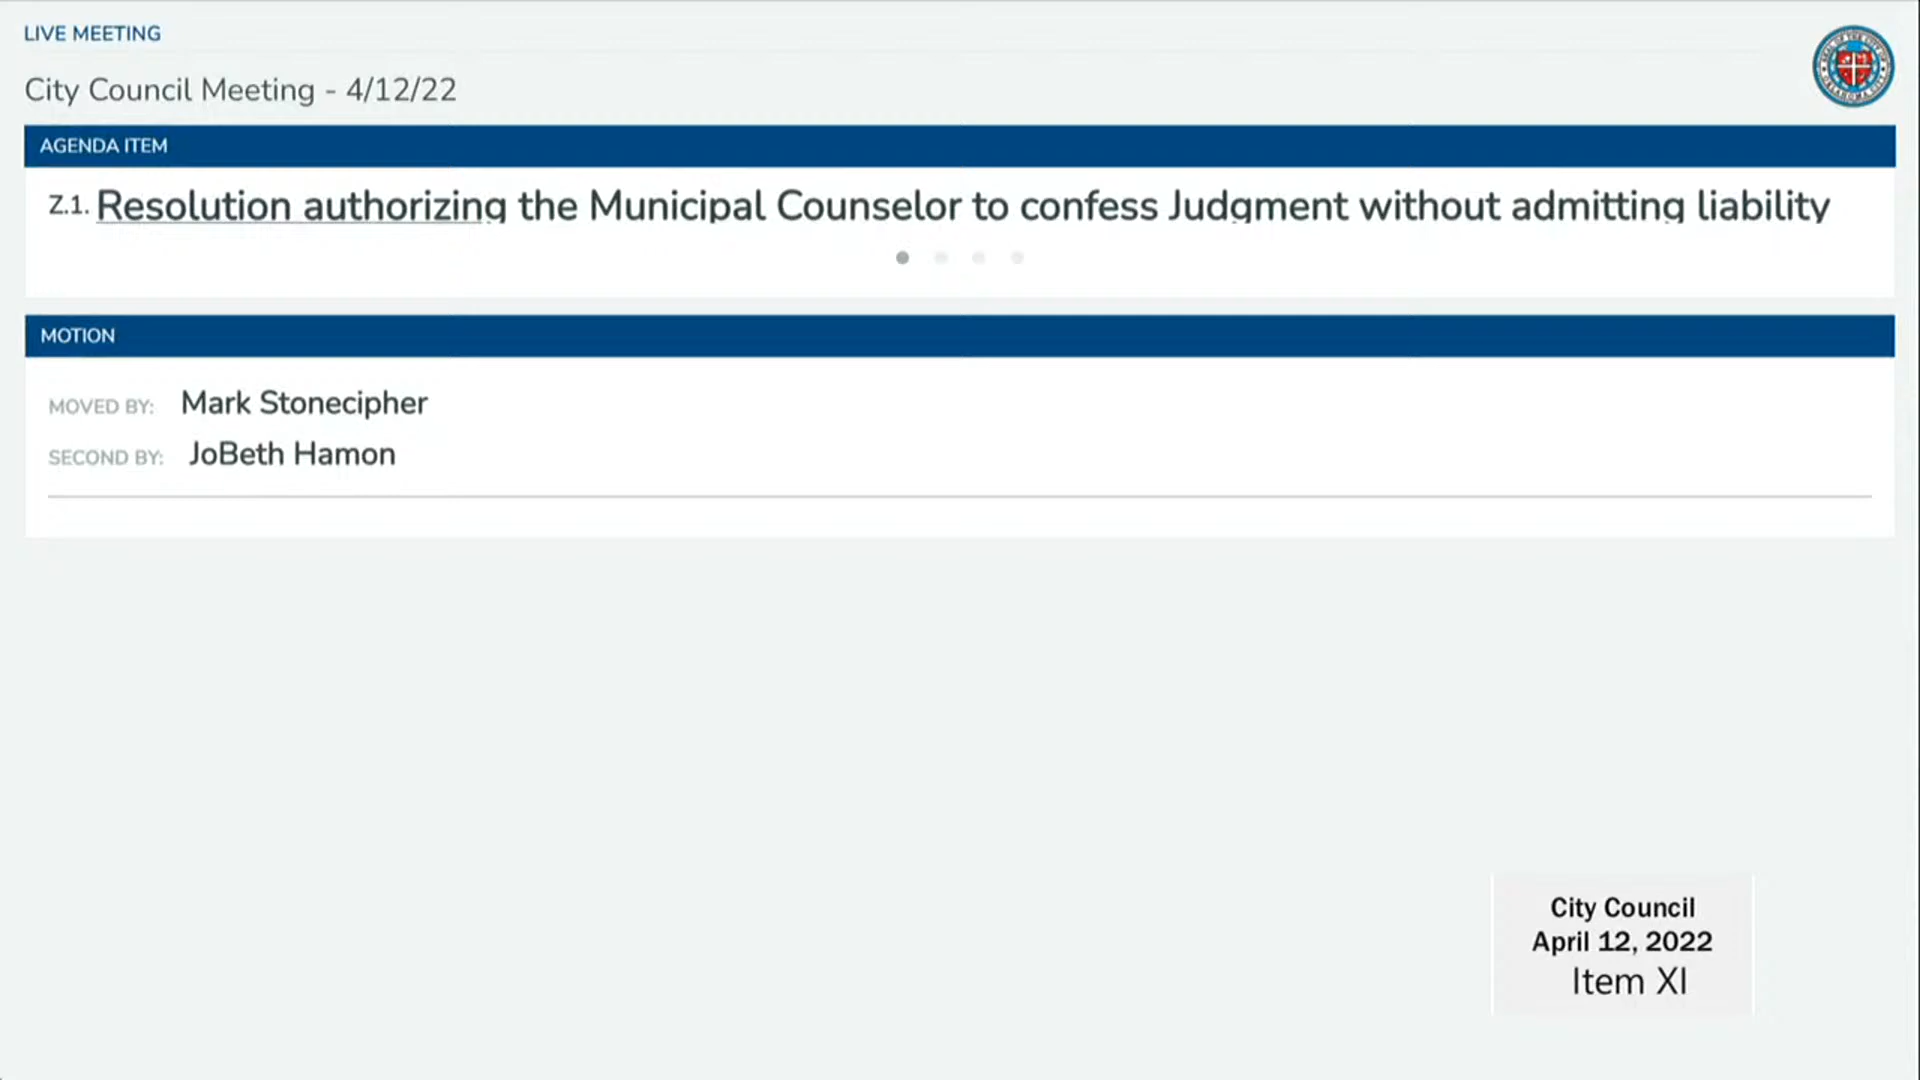 LIVE MEETING
City Council Meeting - 4/12/22
AGENDA ITEM
Z.1. Resolution authorizing the Municipal Counselor to confess Judgment without admitting liability
MOTION
MOVED BY: Mark Stonecipher
SECOND BY: JoBeth Hamon
City Council
April 12, 2022
Item XI